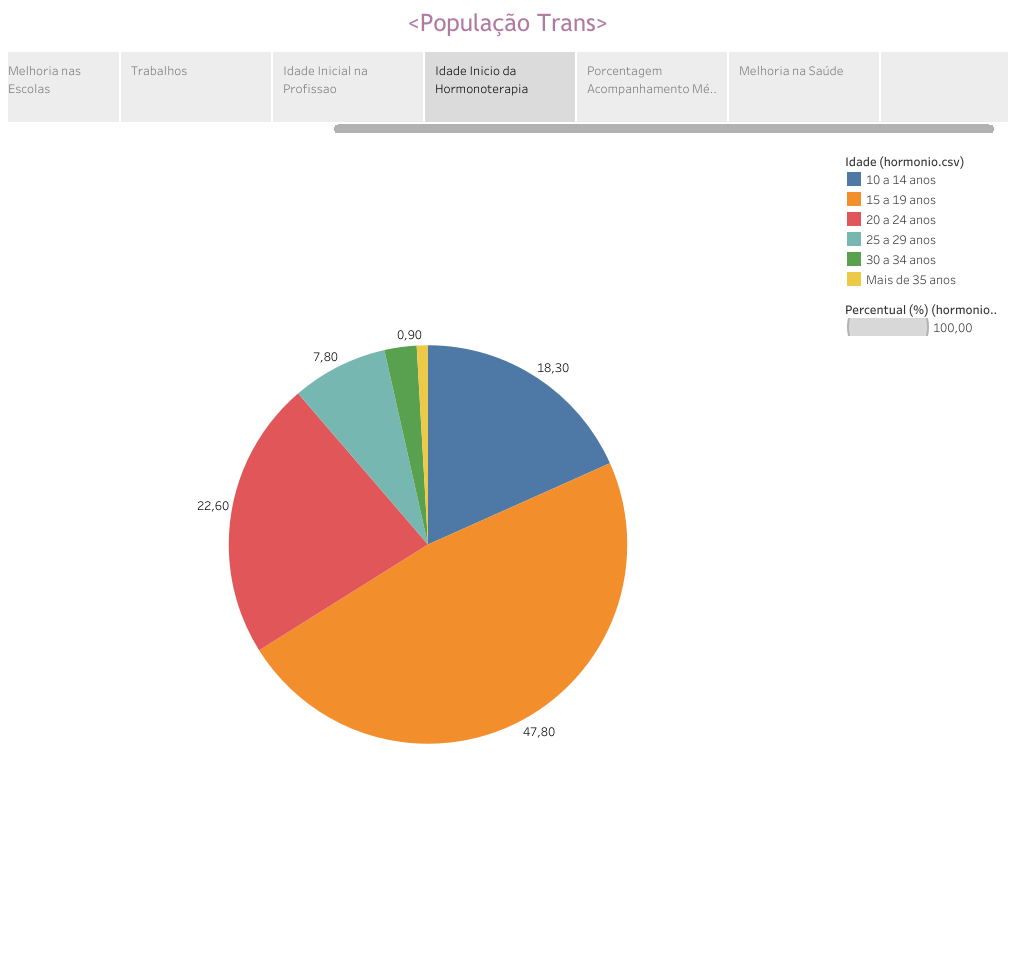 <População Trans>
Melhoria nas
Escolas
Trabalhos
Idade Inicial na
Profissao
Idade Inicio da
Hormonoterapia
Porcentagem
Acompanhamento Mé..
Melhoria na Saúde
Idade (hormonio.csv)
10 a 14 anos
15 a 19 anos
20 a 24 anos
25 a 29 anos
30 a 34 anos
Mais de 35 anos
Percentual (%) (hormonio..
100,00
0,90
7,80
18,30
22,60
47,80